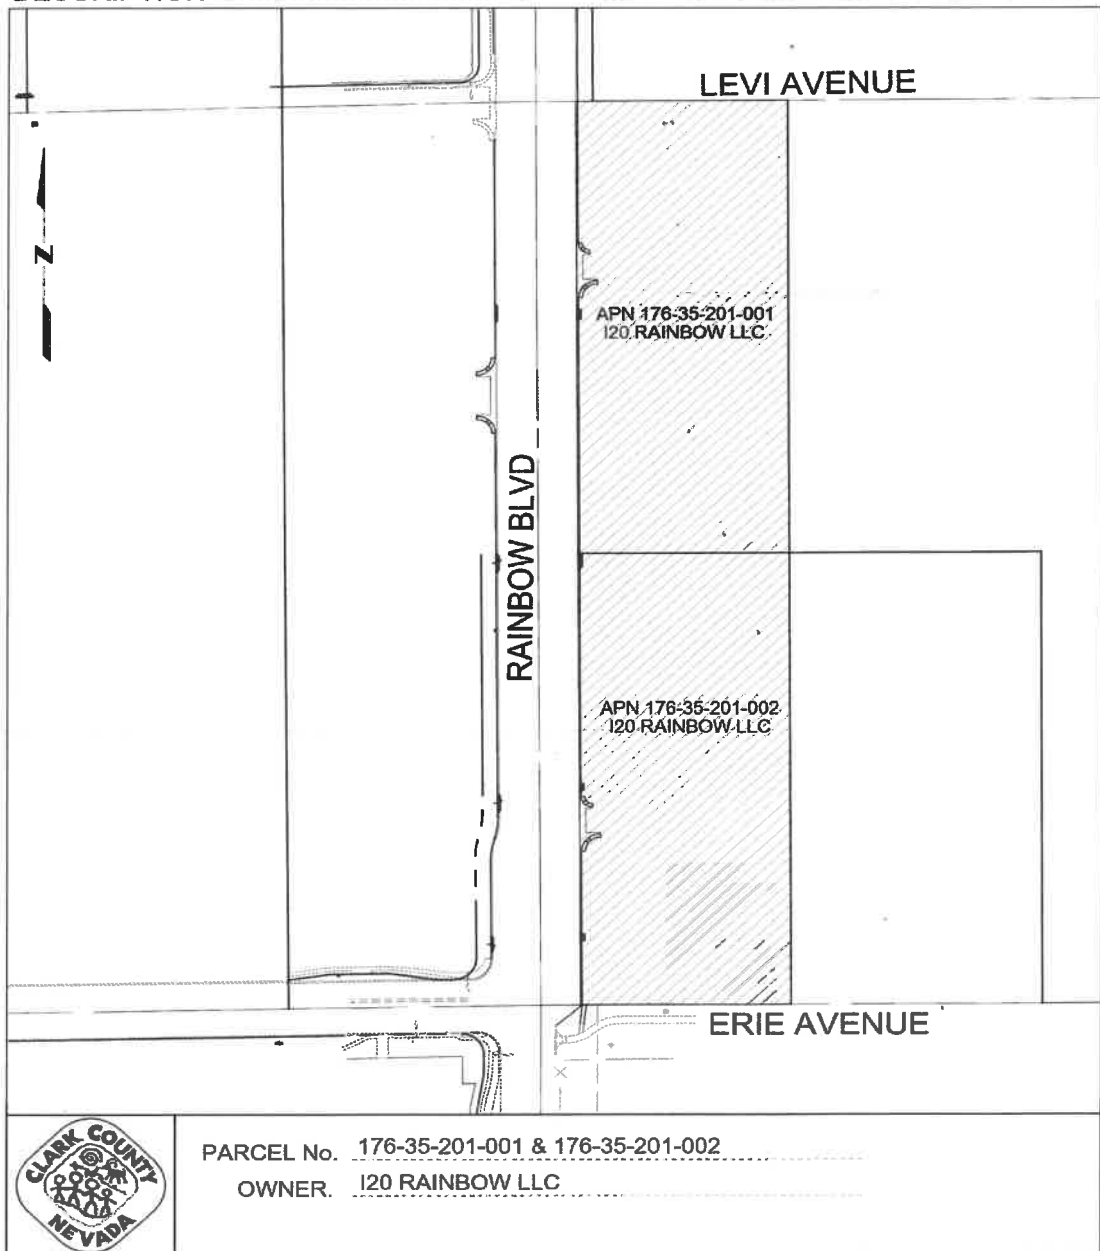 LEVI AVENUE
N
APN 176-35-201-001
I20 RAINBOW LLC
RAINBOW BLVD
APN 176-35-201-002
I20 RAINBOW LLC
ERIE AVENUE
CLARK COUNTY
NEVADA
PARCEL No. 176-35-201-001 & 176-35-201-002
OWNER. I20 RAINBOW LLC